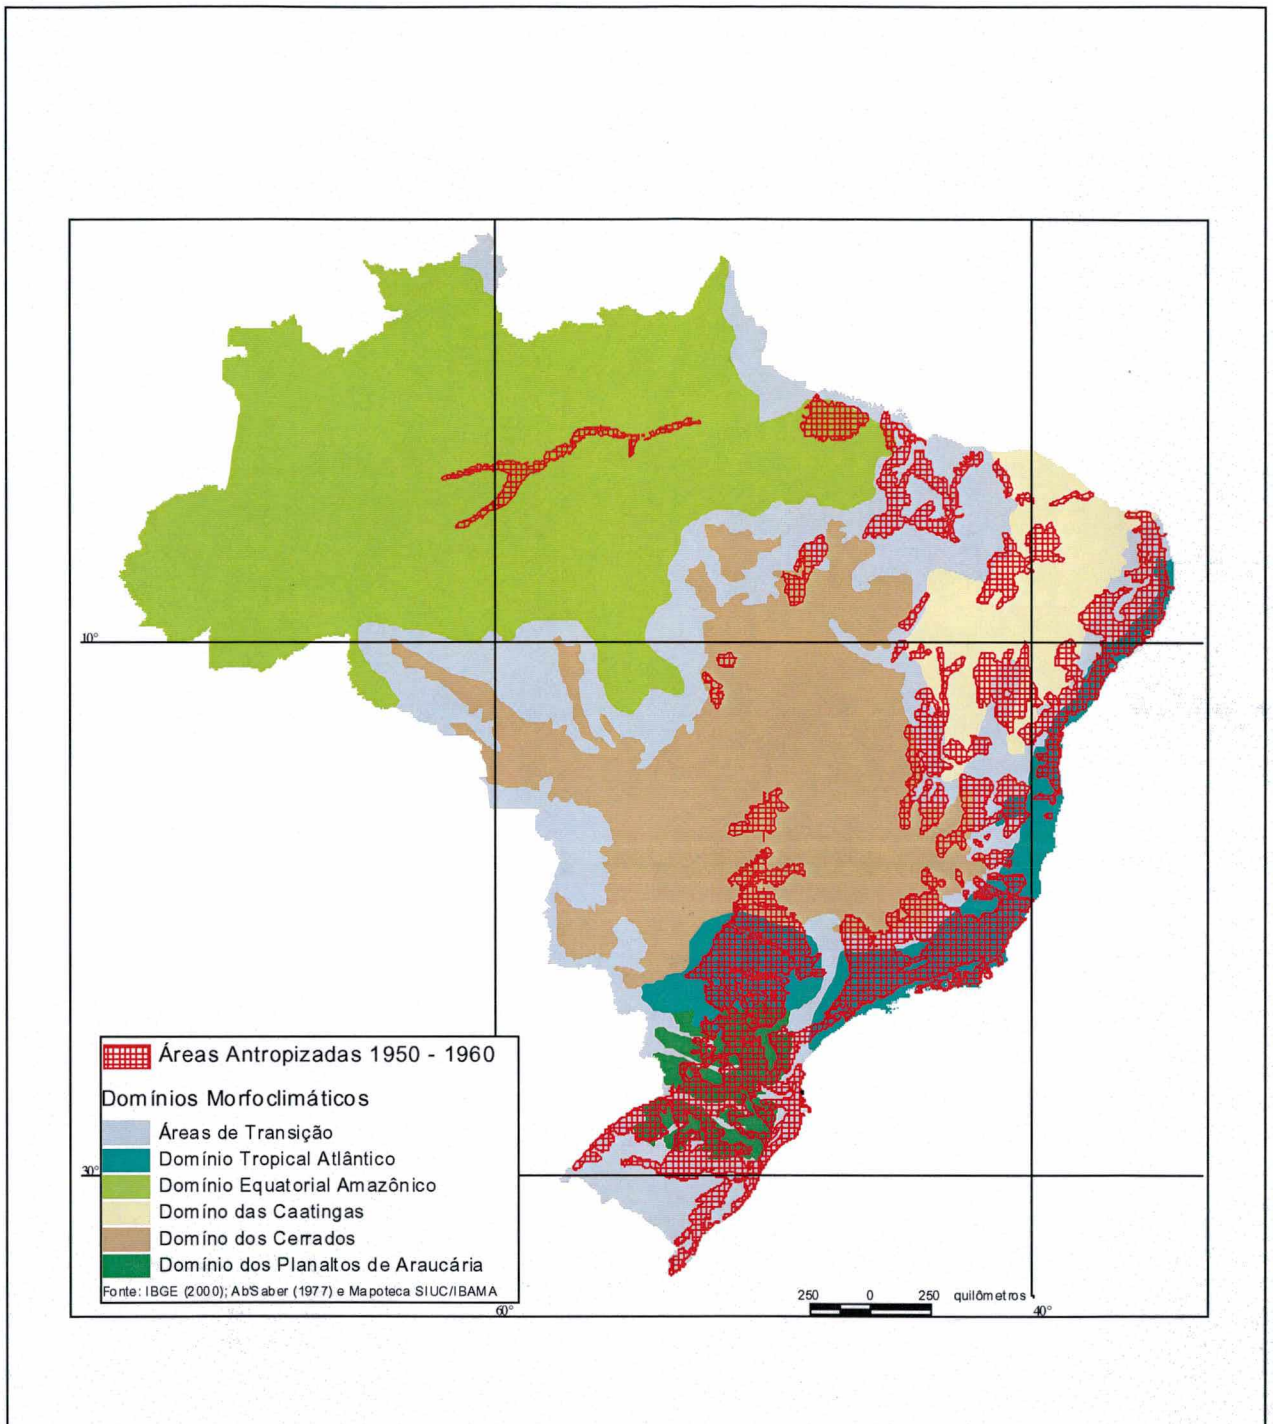 10°
Áreas Antropizadas 1950 - 1960
Domínios Morfoclimáticos
Áreas de Transição
Domínio Tropical Atlântico
Domínio Equatorial Amazônico
Domíno das Caatingas
Domíno dos Cerrados
Domínio dos Planaltos de Araucária
Fonte: IBGE (2000); Ab'Saber (1977) e Mapoteca SIUC/IBAMA
30°
250 0 250 quilômetros
60° 40°